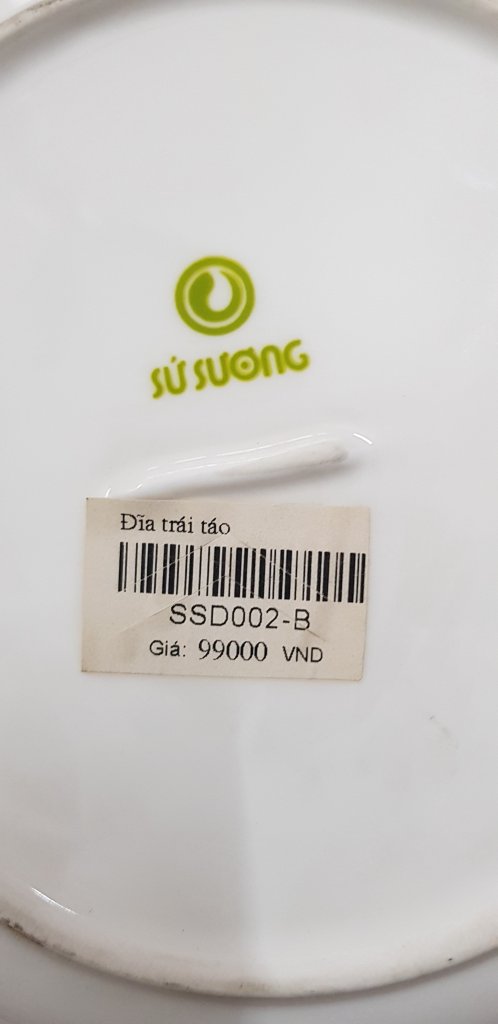 SỨ SƯƠNG
Đĩa trái táo
SSD002-B
Giá: 99000 VND